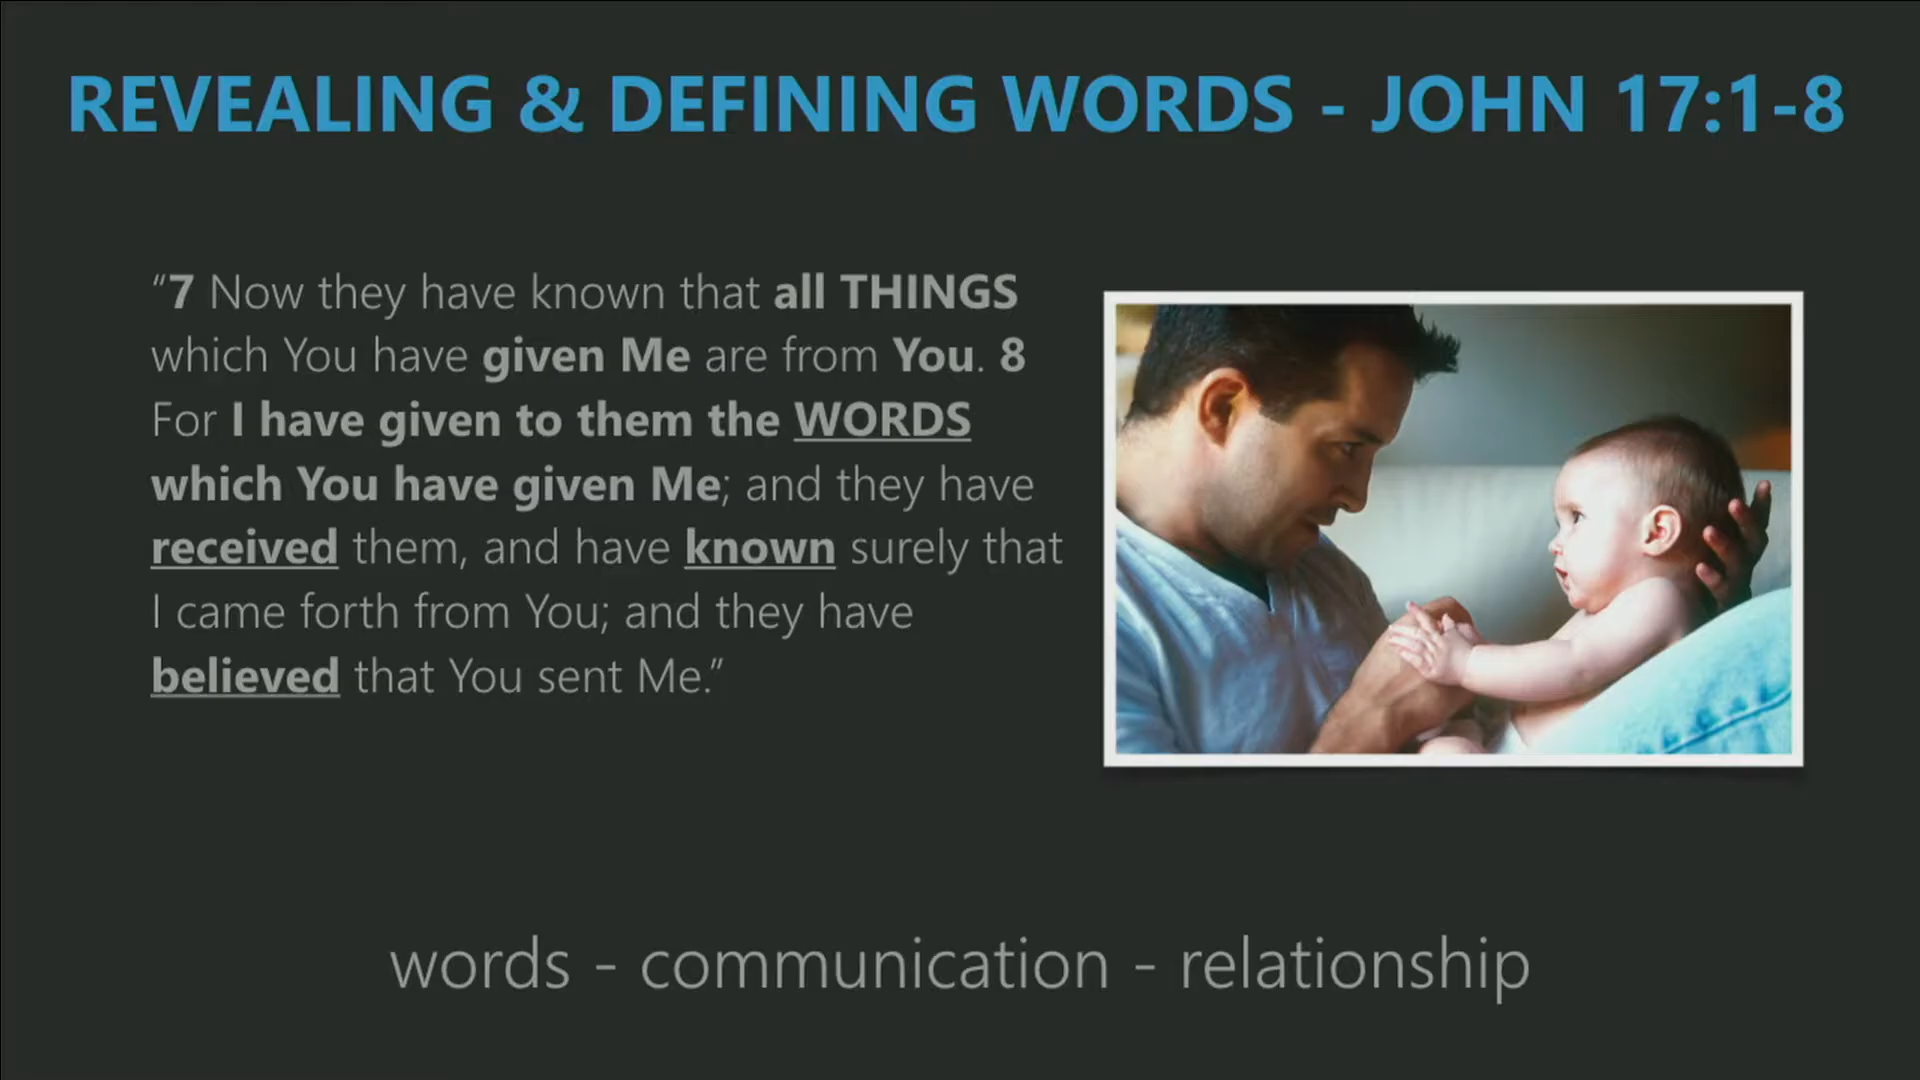 REVEALING & DEFINING WORDS - JOHN 17:1-8
“7 Now they have known that all THINGS
which You have given Me are from You. 8
For I have given to them the WORDS
which You have given Me; and they have
received them, and have known surely that
I came forth from You; and they have
believed that You sent Me.”
words - communication - relationship